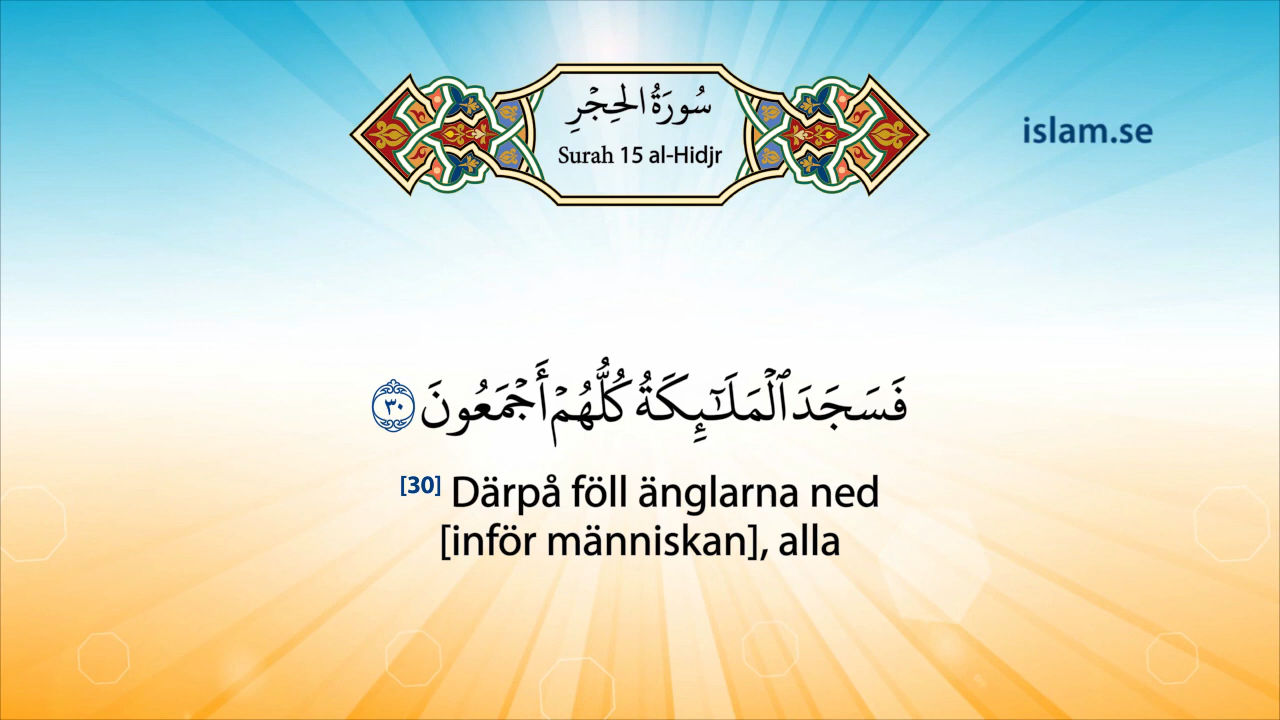 سُورَةُ الحِجْرِ
Surah 15 al-Hidjr
islam.se
فَسَجَدَ ٱلْمَلَـٰٓئِكَةُ كُلُّهُمْ أَجْمَعُونَ ٣٠
[30] Därpå föll änglarna ned
[inför människan], alla